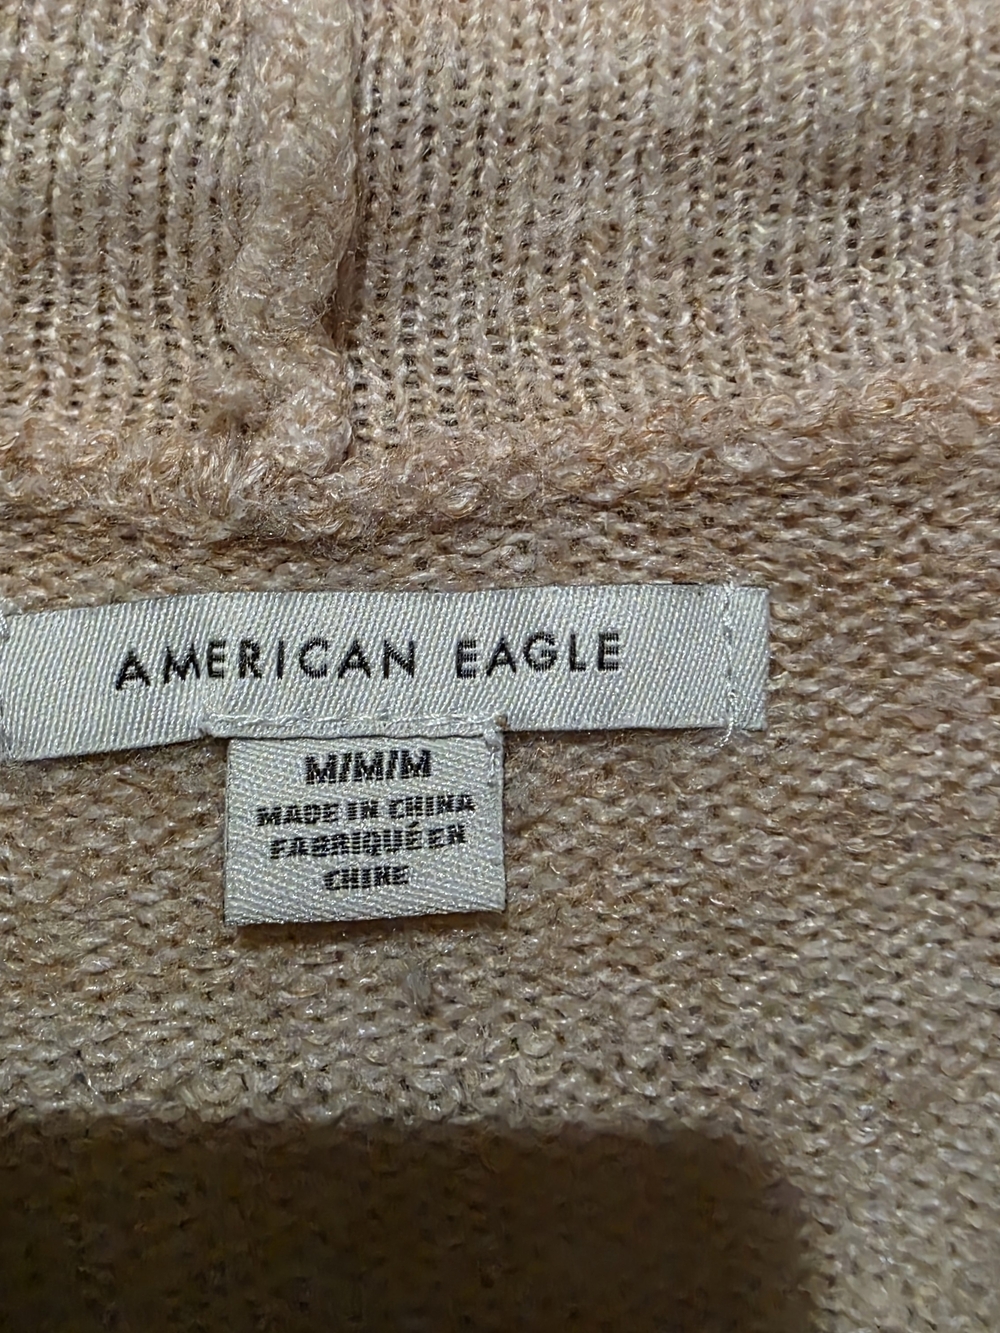 AMERICAN EAGLE
M/M/M
MADE IN CHINA
FABRIQUÉ EN
CHINE